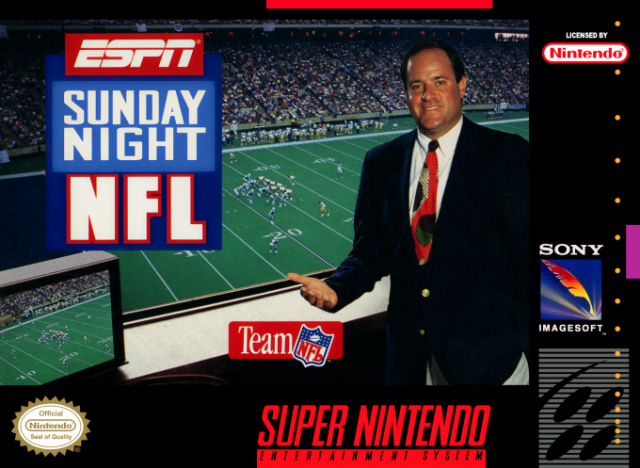 ESPN
SUNDAY
NIGHT
NFL
LICENSED BY
Nintendo
SONY
IMAGESOFT
Team NFL
Official
Nintendo
Seal of Quality
SUPER NINTENDO
ENTERTAINMENT SYSTEM